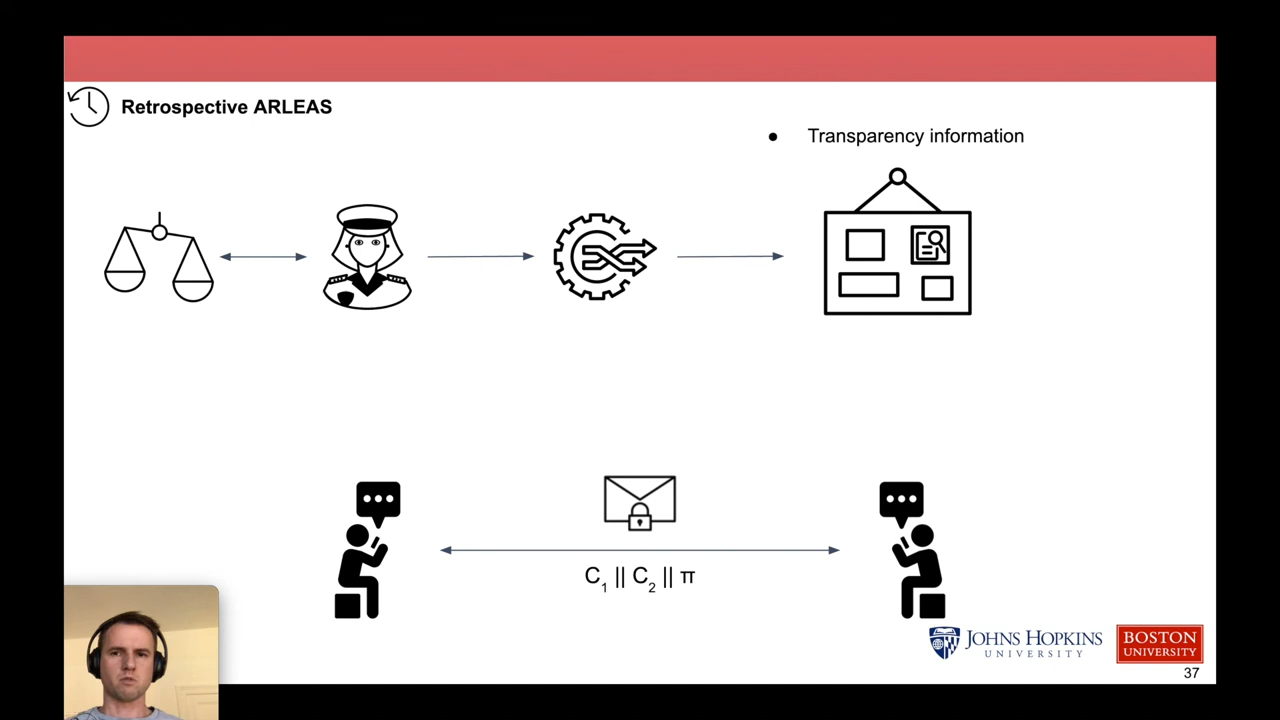 Retrospective ARLEAS
● Transparency information
C₁ || C₂ || π
JOHNS HOPKINS
UNIVERSITY
BOSTON
UNIVERSITY
37